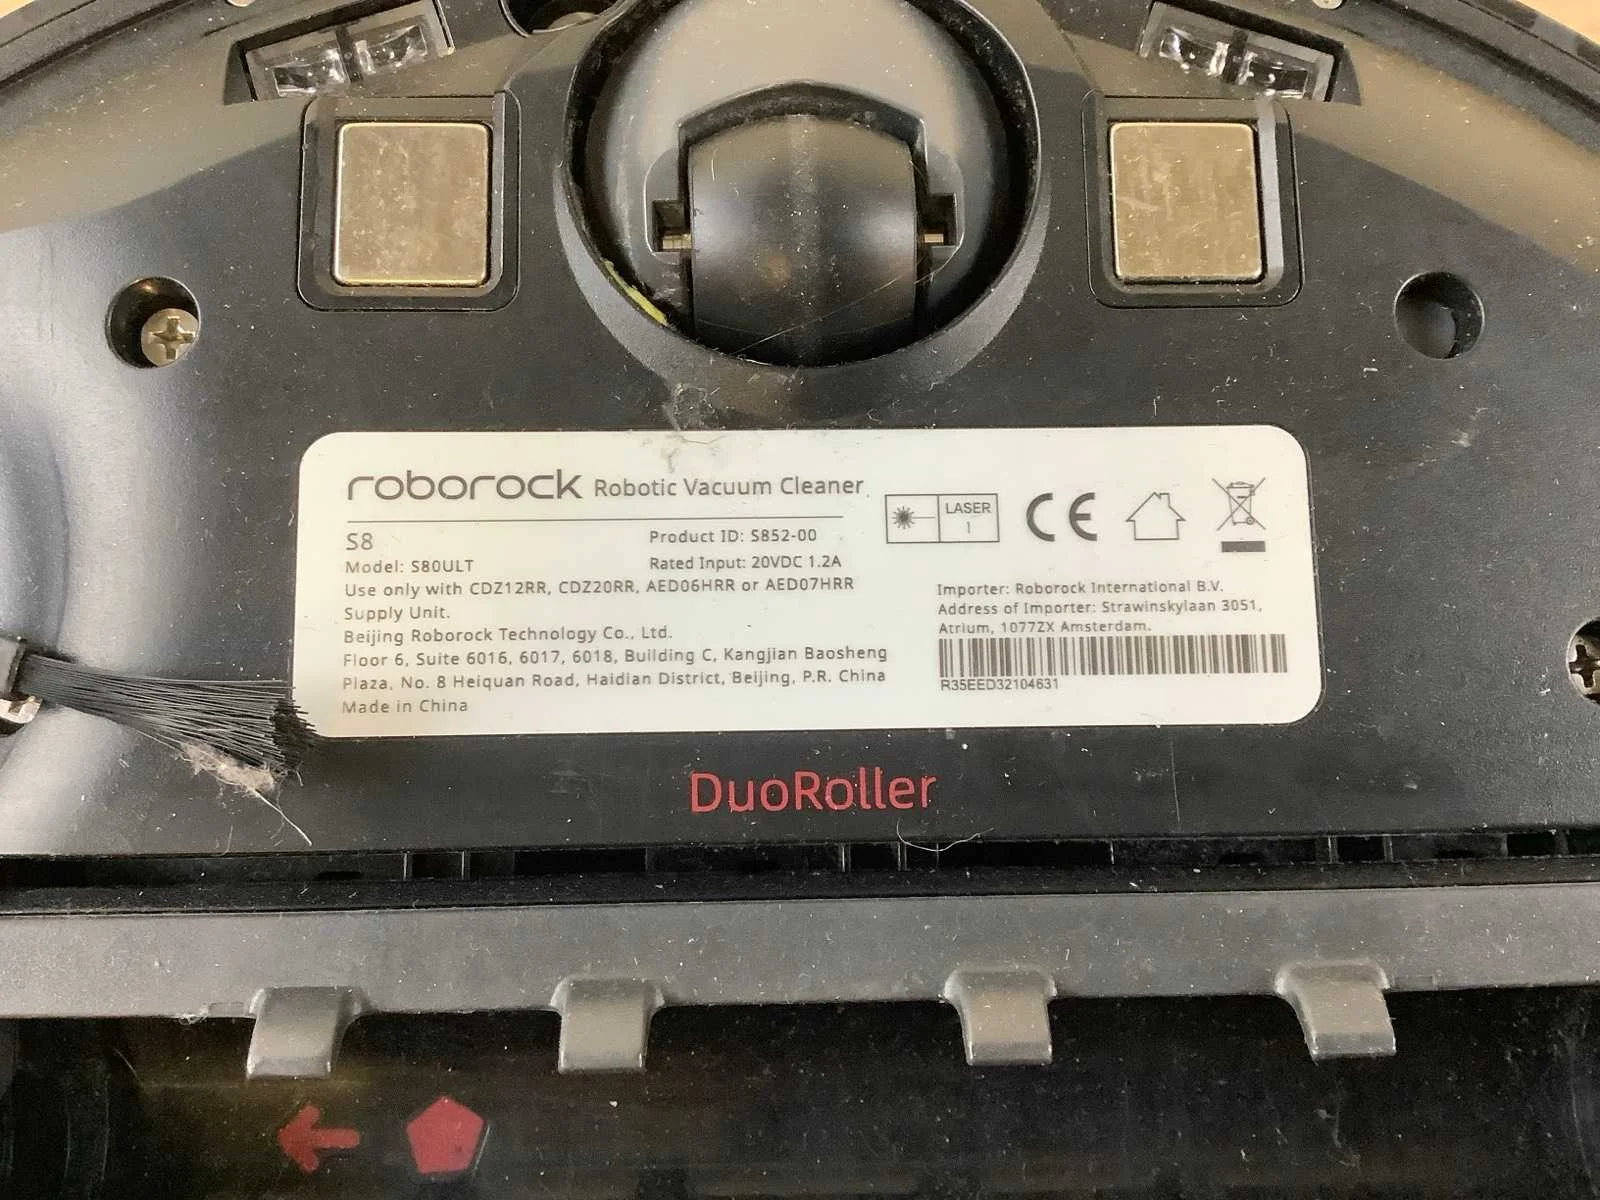 roborock Robotic Vacuum Cleaner
S8
Product ID: S852-00
Model: S80ULT
Rated Input: 20VDC 1.2A
Use only with CDZ12RR, CDZ20RR, AED06HRR or AED07HRR
Supply Unit.
Beijing Roborock Technology Co., Ltd.
Floor 6, Suite 6016, 6017, 6018, Building C, Kangjian Baosheng
Plaza, No. 8 Heiquan Road, Haidian District, Beijing, P.R. China
Made in China
LASER
1
CE
Importer: Roborock International B.V.
Address of Importer: Strawinskylaan 3051,
Atrium, 1077ZX Amsterdam.
R35EED32104631
DuoRoller